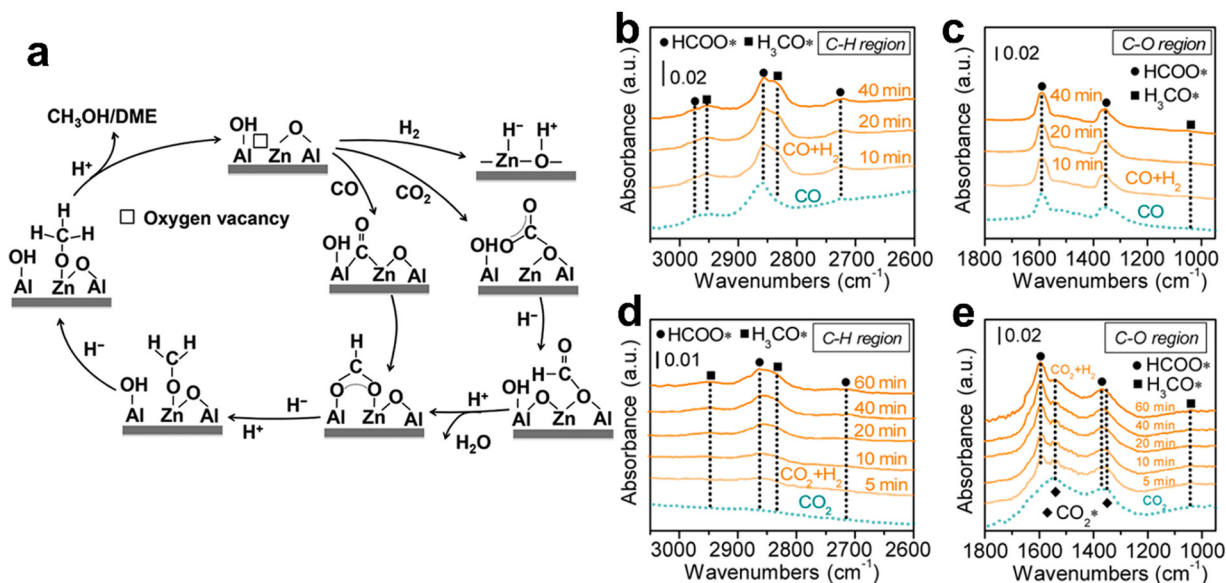 a
CH₃OH/DME
H⁺
OH
Al
Zn
O
Al
H₂
H⁻
H⁺
—Zn—O—
CO
CO₂
□ Oxygen vacancy
H
H
C
H
O
O
OH
Al
Zn
Al
O
OH
C
O
Al
Zn
Al
O
C
OHO
O
O
Al
Zn
Al
H⁻
H⁻
H
H
C
O
O
OH
Al
Zn
Al
H⁻
H⁺
H
C
O
O
O
Al
Zn
Al
H⁺
H₂O
O
HC
OH
O
O
O
Al
Zn
Al
b
● HCOO* ■ H₃CO*
C-H region
0.02
40 min
20 min
CO+H₂
10 min
CO
Absorbance (a.u.)
3000 2900 2800 2700 2600
Wavenumbers (cm⁻¹)
c
C-O region
0.02
● HCOO*
■ H₃CO*
40 min
20 min
10 min
CO+H₂
CO
Absorbance (a.u.)
1800 1600 1400 1200 1000
Wavenumbers (cm⁻¹)
d
● HCOO* ■ H₃CO*
C-H region
0.01
60 min
40 min
20 min
10 min
CO₂+H₂
5 min
CO₂
Absorbance (a.u.)
3000 2900 2800 2700 2600
Wavenumbers (cm⁻¹)
e
0.02
C-O region
● HCOO*
■ H₃CO*
CO₂+H₂
60 min
40 min
20 min
10 min
5 min
CO₂
◆ CO₂*
Absorbance (a.u.)
1800 1600 1400 1200 1000
Wavenumbers (cm⁻¹)